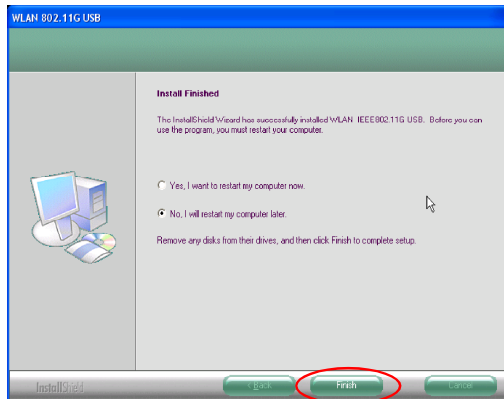 WLAN 802.11G USB
Install Finished
The InstallShield Wizard has successfully installed WLAN IEEE802.11G USB. Before you can
use the program, you must restart your computer.
Yes, I want to restart my computer now.
No, I will restart my computer later.
Remove any disks from their drives, and then click Finish to complete setup.
InstallShield
< Back
Finish
Cancel